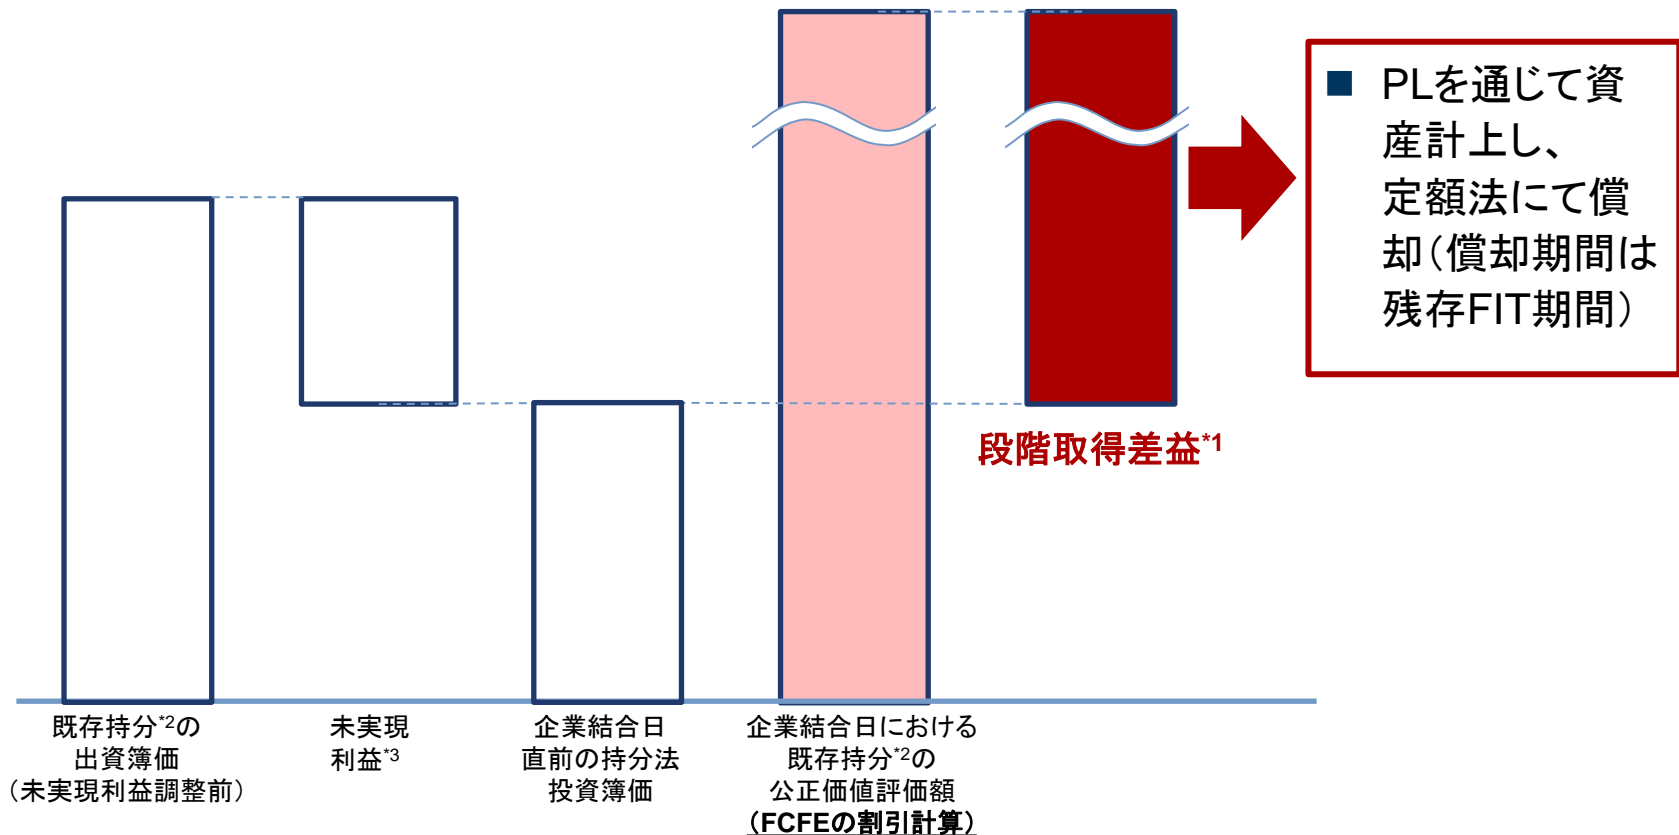 ■ PLを通じて資
産計上し、
定額法にて償
却（償却期間は
残存FIT期間）
段階取得差益*1
既存持分*2の
出資簿価
（未実現利益調整前）
未実現
利益*3
企業結合日
直前の持分法
投資簿価
企業結合日における
既存持分*2の
公正価値評価額
（FCFEの割引計算）